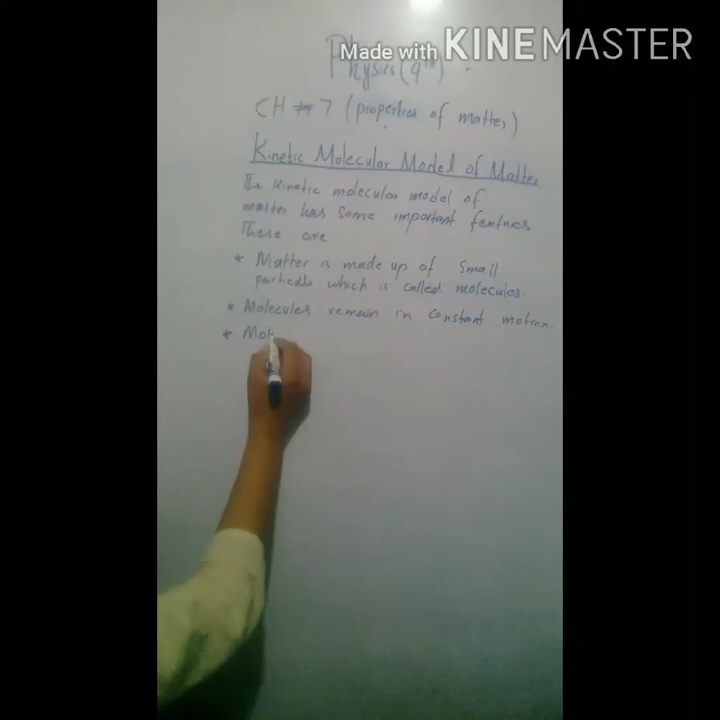 Made with KINEMASTER
Physics (9th)
CH # 7 (properties of matter)
Kinetic Molecular Model of Matter
The Kinetic molecular model of
matter has some important features
These are
* Matter is made up of small
particals which is called molecules.
* Molecules remain in constant motion.
* Mot